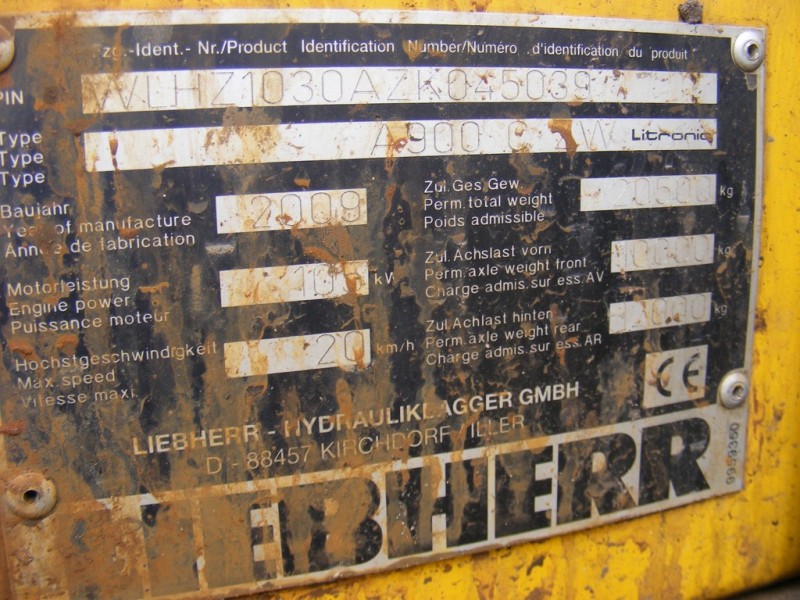 -Ident.- Nr./Product Identification Number/Numéro d'identification du produit
PIN WLHZ1030AZK045039
Type
Type A900 C W Litronic
Type
Baujahr
Year of manufacture 2009
Année de fabrication
Motorleistung
Engine power kW
Puissance moteur
Höchstgeschwindigkeit
Max. speed 20 km/h
Vitesse maxi.
Zul.Ges.Gew
Perm.total weight kg
Poids admissible
Zul.Achslast vorn
Perm.axle weight front kg
Charge admis.sur ess.AV
Zul.Achlast hinten
Perm.axle weight rear kg
Charge admis.sur ess.AR
CE
LIEBHERR - HYDRAULIKBAGGER GMBH
D - 88457 KIRCHDORF/ILLER
LIEBHERR
9959350